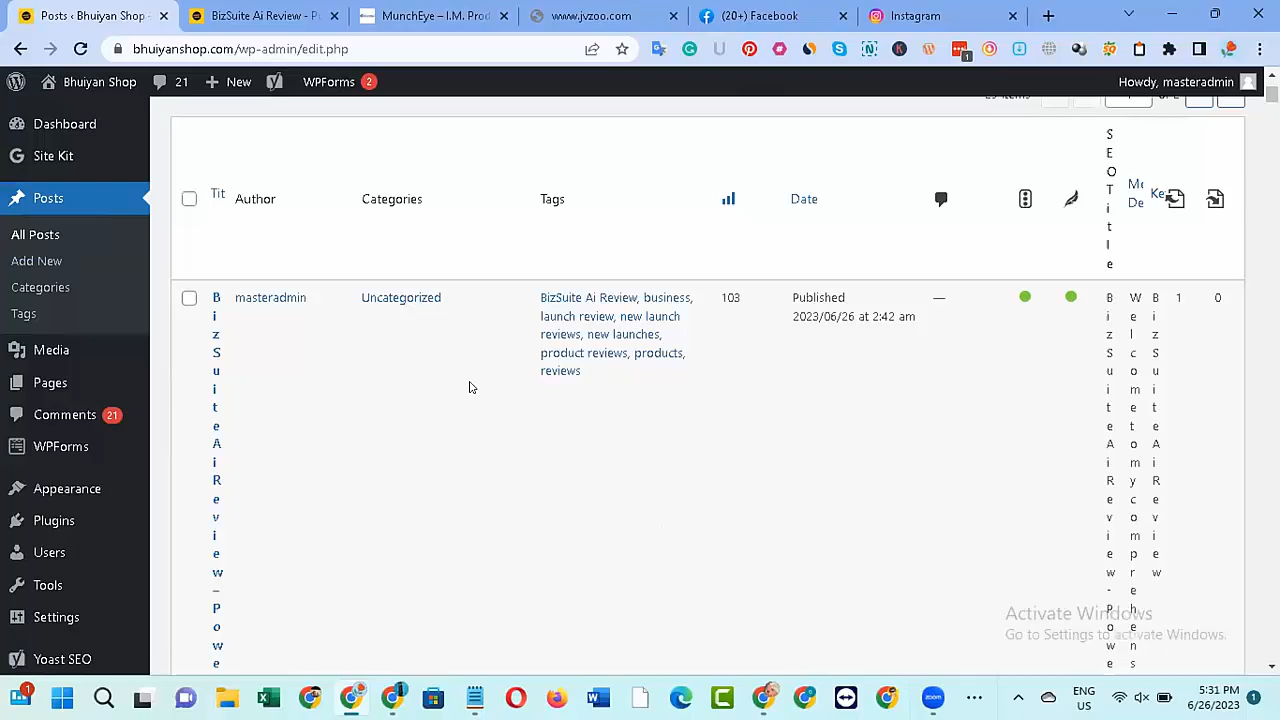 Posts ‹ Bhuiyan Shop — W
BizSuite Ai Review - P
MunchEye – I.M. Prod
www.jvzoo.com
(20+) Facebook
Instagram
bhuiyanshop.com/wp-admin/edit.php
1
Bhuiyan Shop
21
New
WPForms 2
Howdy, masteradmin
Dashboard
Site Kit
Posts
All Posts
Add New
Categories
Tags
Media
Pages
Comments 21
WPForms
Appearance
Plugins
Users
Tools
Settings
Yoast SEO
Tit
Author
Categories
Tags
Date
SEO Title
Me
De
Ke
BizSuite Ai Review – Powe
masteradmin
Uncategorized
BizSuite Ai Review, business,
launch review, new launch
reviews, new launches,
product reviews, products,
reviews
103
Published
2023/06/26 at 2:42 am
—
BizSuite Ai Review - Powe
Welcome to my comprehens
BizSuite Ai Review
1
0
Activate Windows
Go to Settings to activate Windows.
1
zoom
ENG
US
5:31 PM
6/26/2023
1